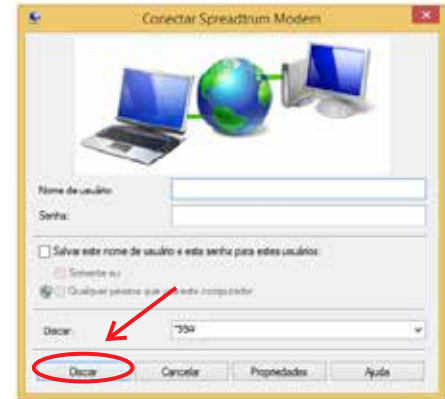 Conectar Spreadtrum Modem
Nome de usuário:
Senha:
Salvar este nome de usuário e esta senha para estes usuários:
Somente eu
Qualquer pessoa que use este computador
Discar:
*99#
Discar Cancelar Propriedades Ajuda